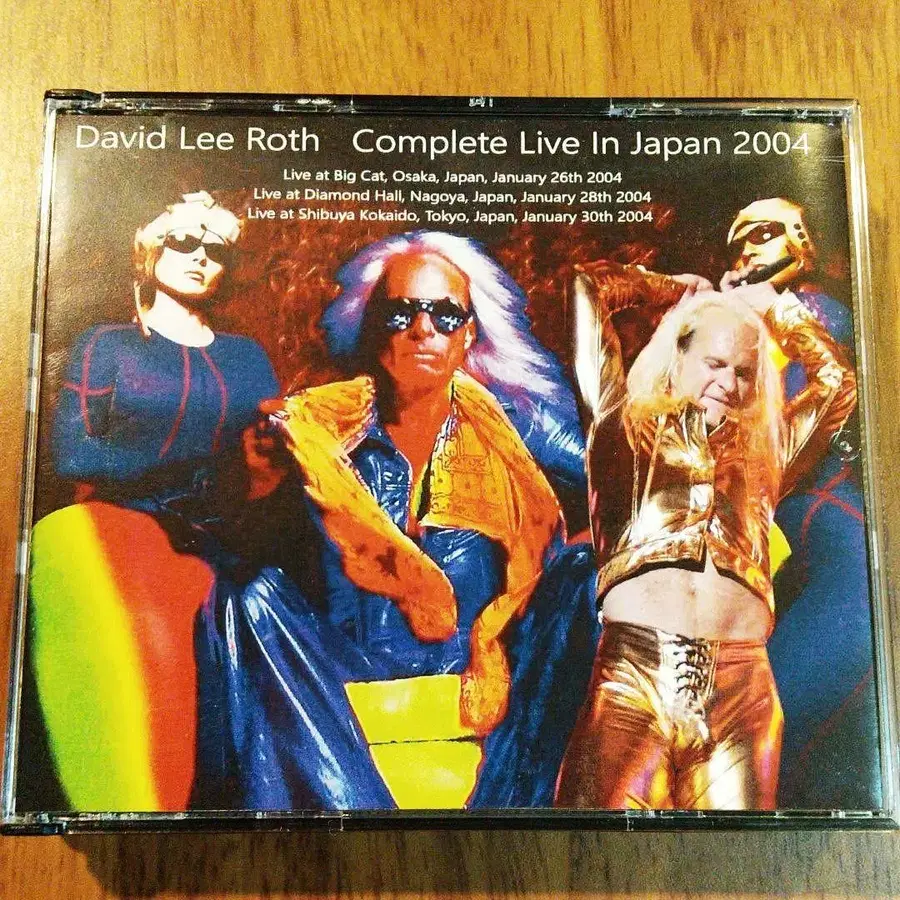 David Lee Roth Complete Live In Japan 2004
Live at Big Cat, Osaka, Japan, January 26th 2004
Live at Diamond Hall, Nagoya, Japan, January 28th 2004
Live at Shibuya Kokaido, Tokyo, Japan, January 30th 2004